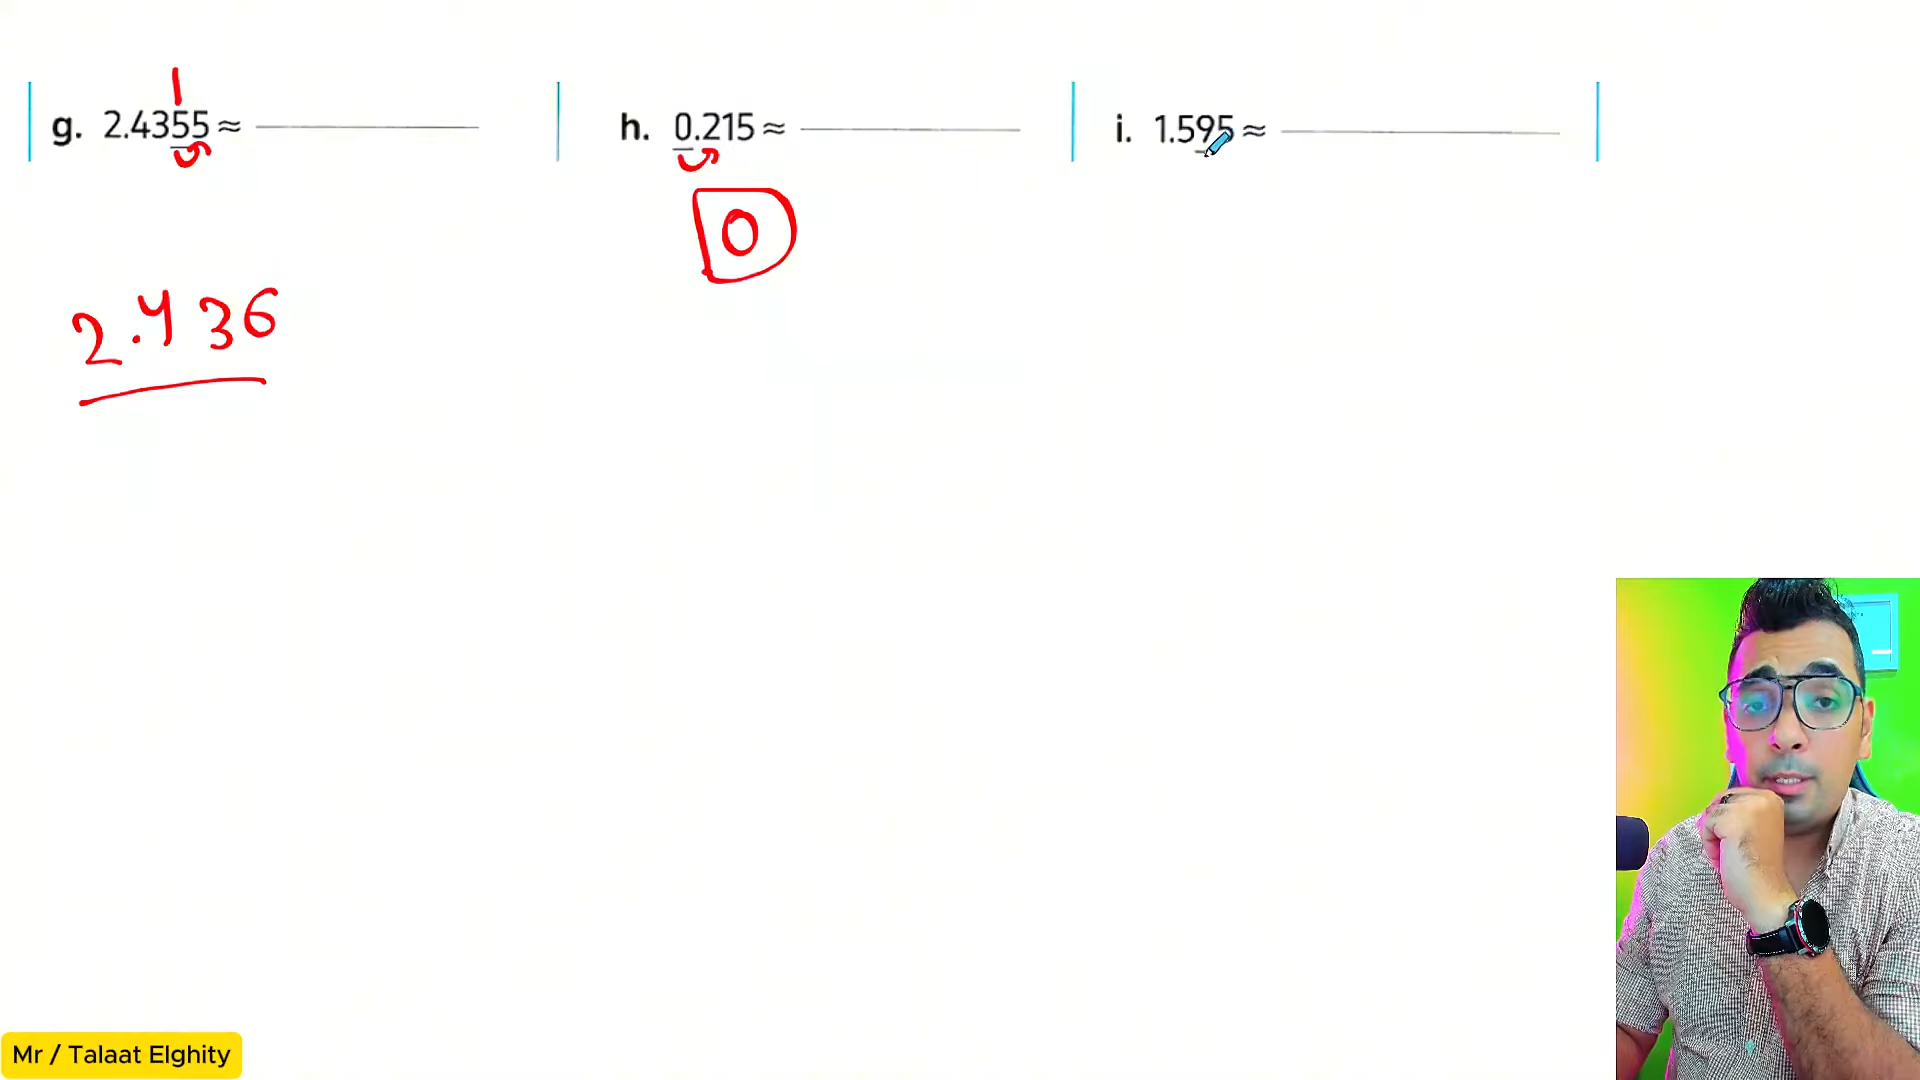 1
g. 2.4355 ≈
h. 0.215 ≈
i. 1.595 ≈
0
2.436
Mr / Talaat Elghity